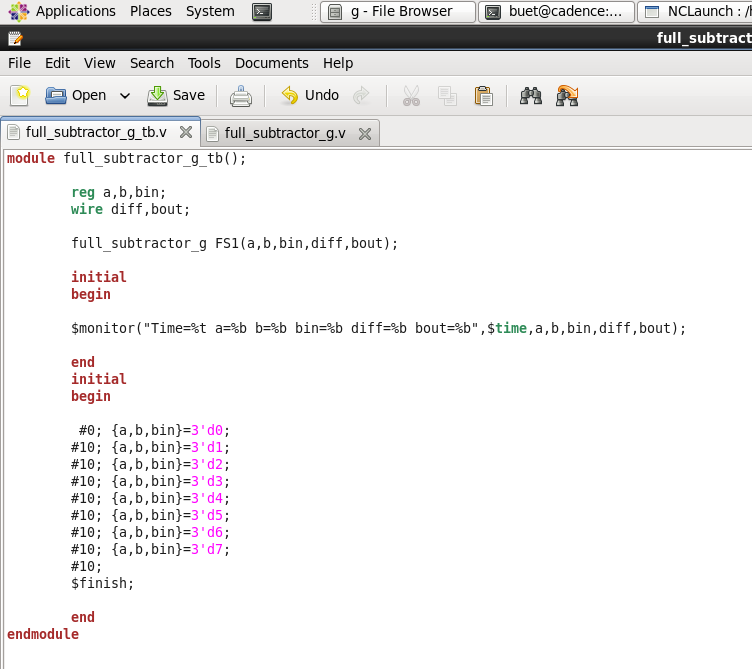 Applications Places System g - File Browser buet@cadence:... NCLaunch : /h
full_subtract
File Edit View Search Tools Documents Help
Open Save Undo
full_subtractor_g_tb.v full_subtractor_g.v
module full_subtractor_g_tb();
reg a,b,bin;
wire diff,bout;
full_subtractor_g FS1(a,b,bin,diff,bout);
initial
begin
$monitor("Time=%t a=%b b=%b bin=%b diff=%b bout=%b",$time,a,b,bin,diff,bout);
end
initial
begin
#0; {a,b,bin}=3'd0;
#10; {a,b,bin}=3'd1;
#10; {a,b,bin}=3'd2;
#10; {a,b,bin}=3'd3;
#10; {a,b,bin}=3'd4;
#10; {a,b,bin}=3'd5;
#10; {a,b,bin}=3'd6;
#10; {a,b,bin}=3'd7;
#10;
$finish;
end
endmodule